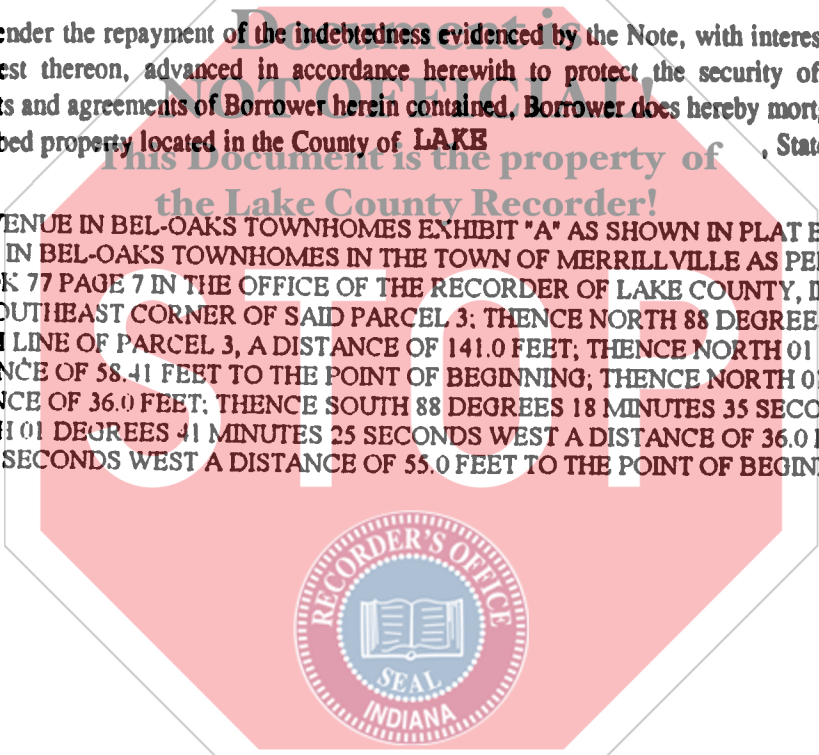 Document is
ender the repayment of the indebtedness evidenced by the Note, with interes
NOT OFFICIAL!
est thereon, advanced in accordance herewith to protect the security of
ts and agreements of Borrower herein contained, Borrower does hereby mort
bed property located in the County of LAKE , State
This Document is the property of
the Lake County Recorder!
ENUE IN BEL-OAKS TOWNHOMES EXHIBIT "A" AS SHOWN IN PLAT B
IN BEL-OAKS TOWNHOMES IN THE TOWN OF MERRILLVILLE AS PE
K 77 PAGE 7 IN THE OFFICE OF THE RECORDER OF LAKE COUNTY, I
OUTHEAST CORNER OF SAID PARCEL 3; THENCE NORTH 88 DEGREE
LINE OF PARCEL 3, A DISTANCE OF 141.0 FEET; THENCE NORTH 01
NCE OF 58.41 FEET TO THE POINT OF BEGINNING; THENCE NORTH 0
NCE OF 36.0 FEET; THENCE SOUTH 88 DEGREES 18 MINUTES 35 SECO
H 01 DEGREES 41 MINUTES 25 SECONDS WEST A DISTANCE OF 36.0
SECONDS WEST A DISTANCE OF 55.0 FEET TO THE POINT OF BEGIN
STOP
RECORDER'S OFFICE
SEAL
INDIANA